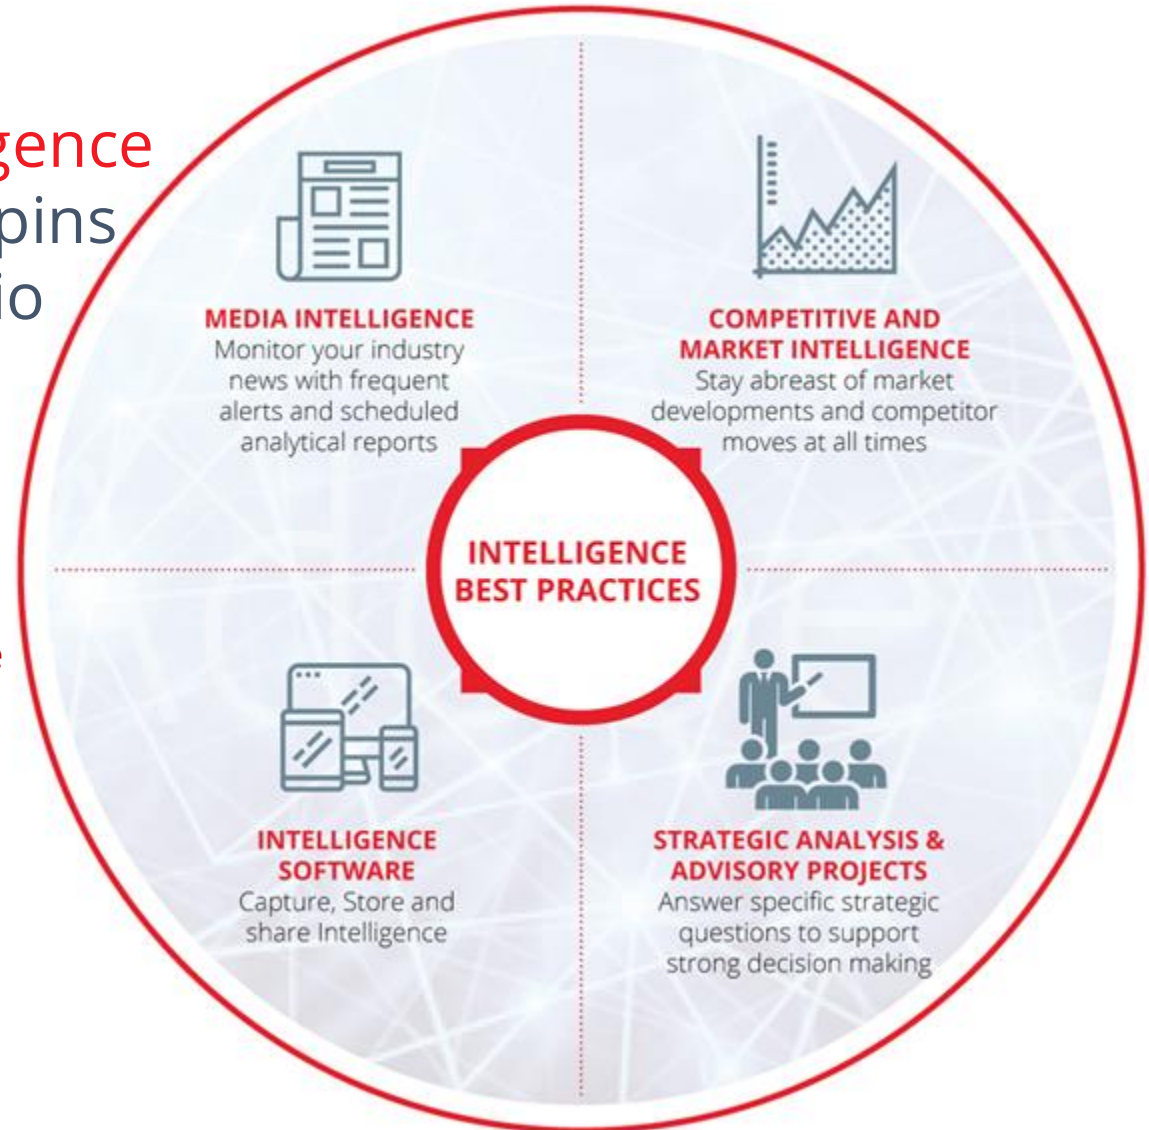 gence
pins
io
e
MEDIA INTELLIGENCE
Monitor your industry
news with frequent
alerts and scheduled
analytical reports
COMPETITIVE AND
MARKET INTELLIGENCE
Stay abreast of market
developments and competitor
moves at all times
INTELLIGENCE
BEST PRACTICES
INTELLIGENCE
SOFTWARE
Capture, Store and
share Intelligence
STRATEGIC ANALYSIS &
ADVISORY PROJECTS
Answer specific strategic
questions to support
strong decision making